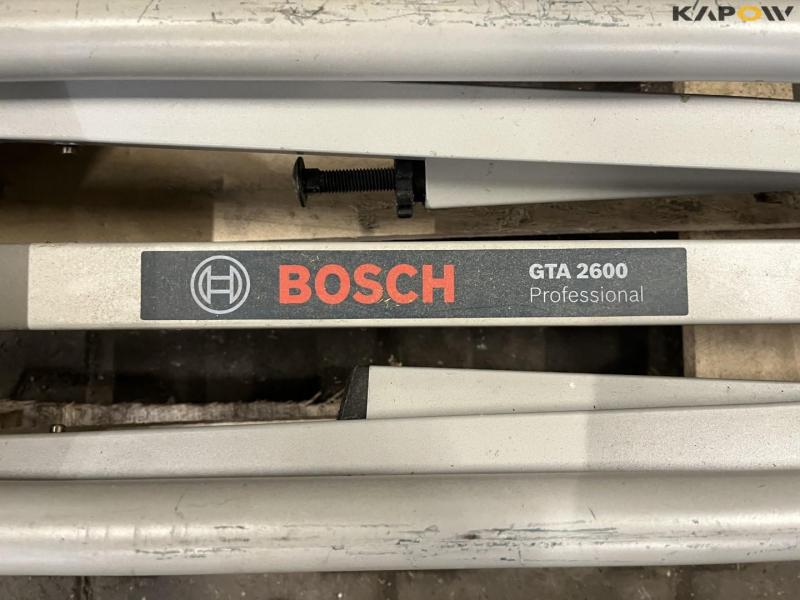 KAPOW
BOSCH
GTA 2600
Professional